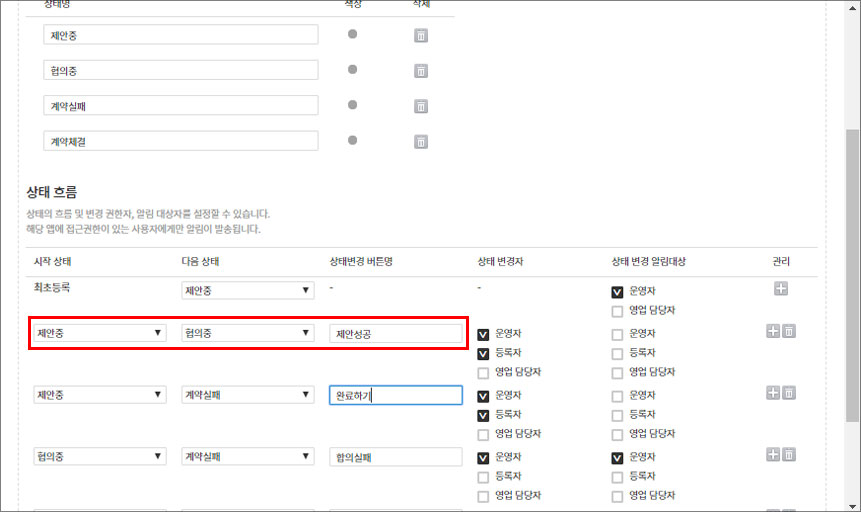 상태명 색상 삭제
제안중
협의중
계약실패
계약체결
상태 흐름
상태의 흐름 및 변경 권한자, 알림 대상자를 설정할 수 있습니다.
해당 앱에 접근권한이 있는 사용자에게만 알림이 발송됩니다.
시작 상태 다음 상태 상태변경 버튼명 상태 변경자 상태 변경 알림대상 관리
최초등록 제안중 - - 운영자
영업 담당자
제안중 협의중 제안성공 운영자 운영자
등록자 등록자
영업 담당자 영업 담당자
제안중 계약실패 완료하기 운영자 운영자
등록자 등록자
영업 담당자 영업 담당자
협의중 계약실패 합의실패 운영자 운영자
등록자 등록자
영업 담당자 영업 담당자